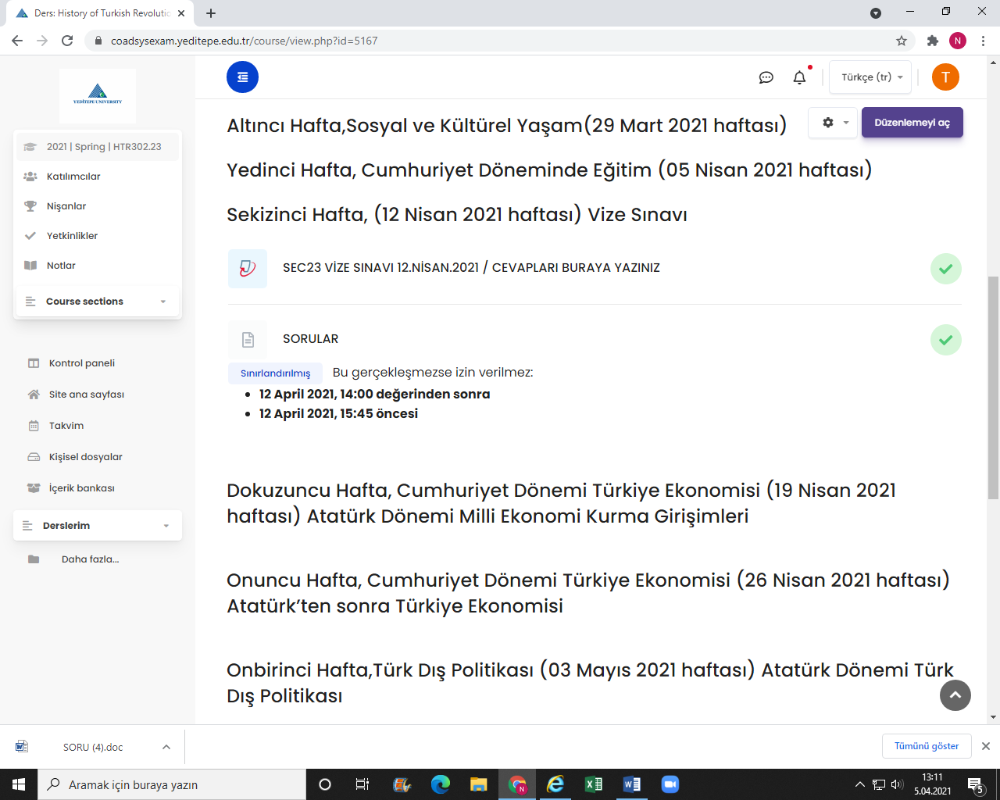 Ders: History of Turkish Revolutic
coadsysexam.yeditepe.edu.tr/course/view.php?id=5167
N
YEDİTEPE UNIVERSITY
Türkçe (tr)
T
2021 | Spring | HTR302.23
Katılımcılar
Nişanlar
Yetkinlikler
Notlar
Course sections
Kontrol paneli
Site ana sayfası
Takvim
Kişisel dosyalar
İçerik bankası
Derslerim
Daha fazla...
Altıncı Hafta,Sosyal ve Kültürel Yaşam(29 Mart 2021 haftası)
Düzenlemeyi aç
Yedinci Hafta, Cumhuriyet Döneminde Eğitim (05 Nisan 2021 haftası)
Sekizinci Hafta, (12 Nisan 2021 haftası) Vize Sınavı
SEC23 VİZE SINAVI 12.NİSAN.2021 / CEVAPLARI BURAYA YAZINIZ
SORULAR
Sınırlandırılmış Bu gerçekleşmezse izin verilmez:
• 12 April 2021, 14:00 değerinden sonra
• 12 April 2021, 15:45 öncesi
Dokuzuncu Hafta, Cumhuriyet Dönemi Türkiye Ekonomisi (19 Nisan 2021
haftası) Atatürk Dönemi Milli Ekonomi Kurma Girişimleri
Onuncu Hafta, Cumhuriyet Dönemi Türkiye Ekonomisi (26 Nisan 2021 haftası)
Atatürk’ten sonra Türkiye Ekonomisi
Onbirinci Hafta,Türk Dış Politikası (03 Mayıs 2021 haftası) Atatürk Dönemi Türk
Dış Politikası
SORU (4).doc
Tümünü göster
Aramak için buraya yazın
N
13:11
5.04.2021
5